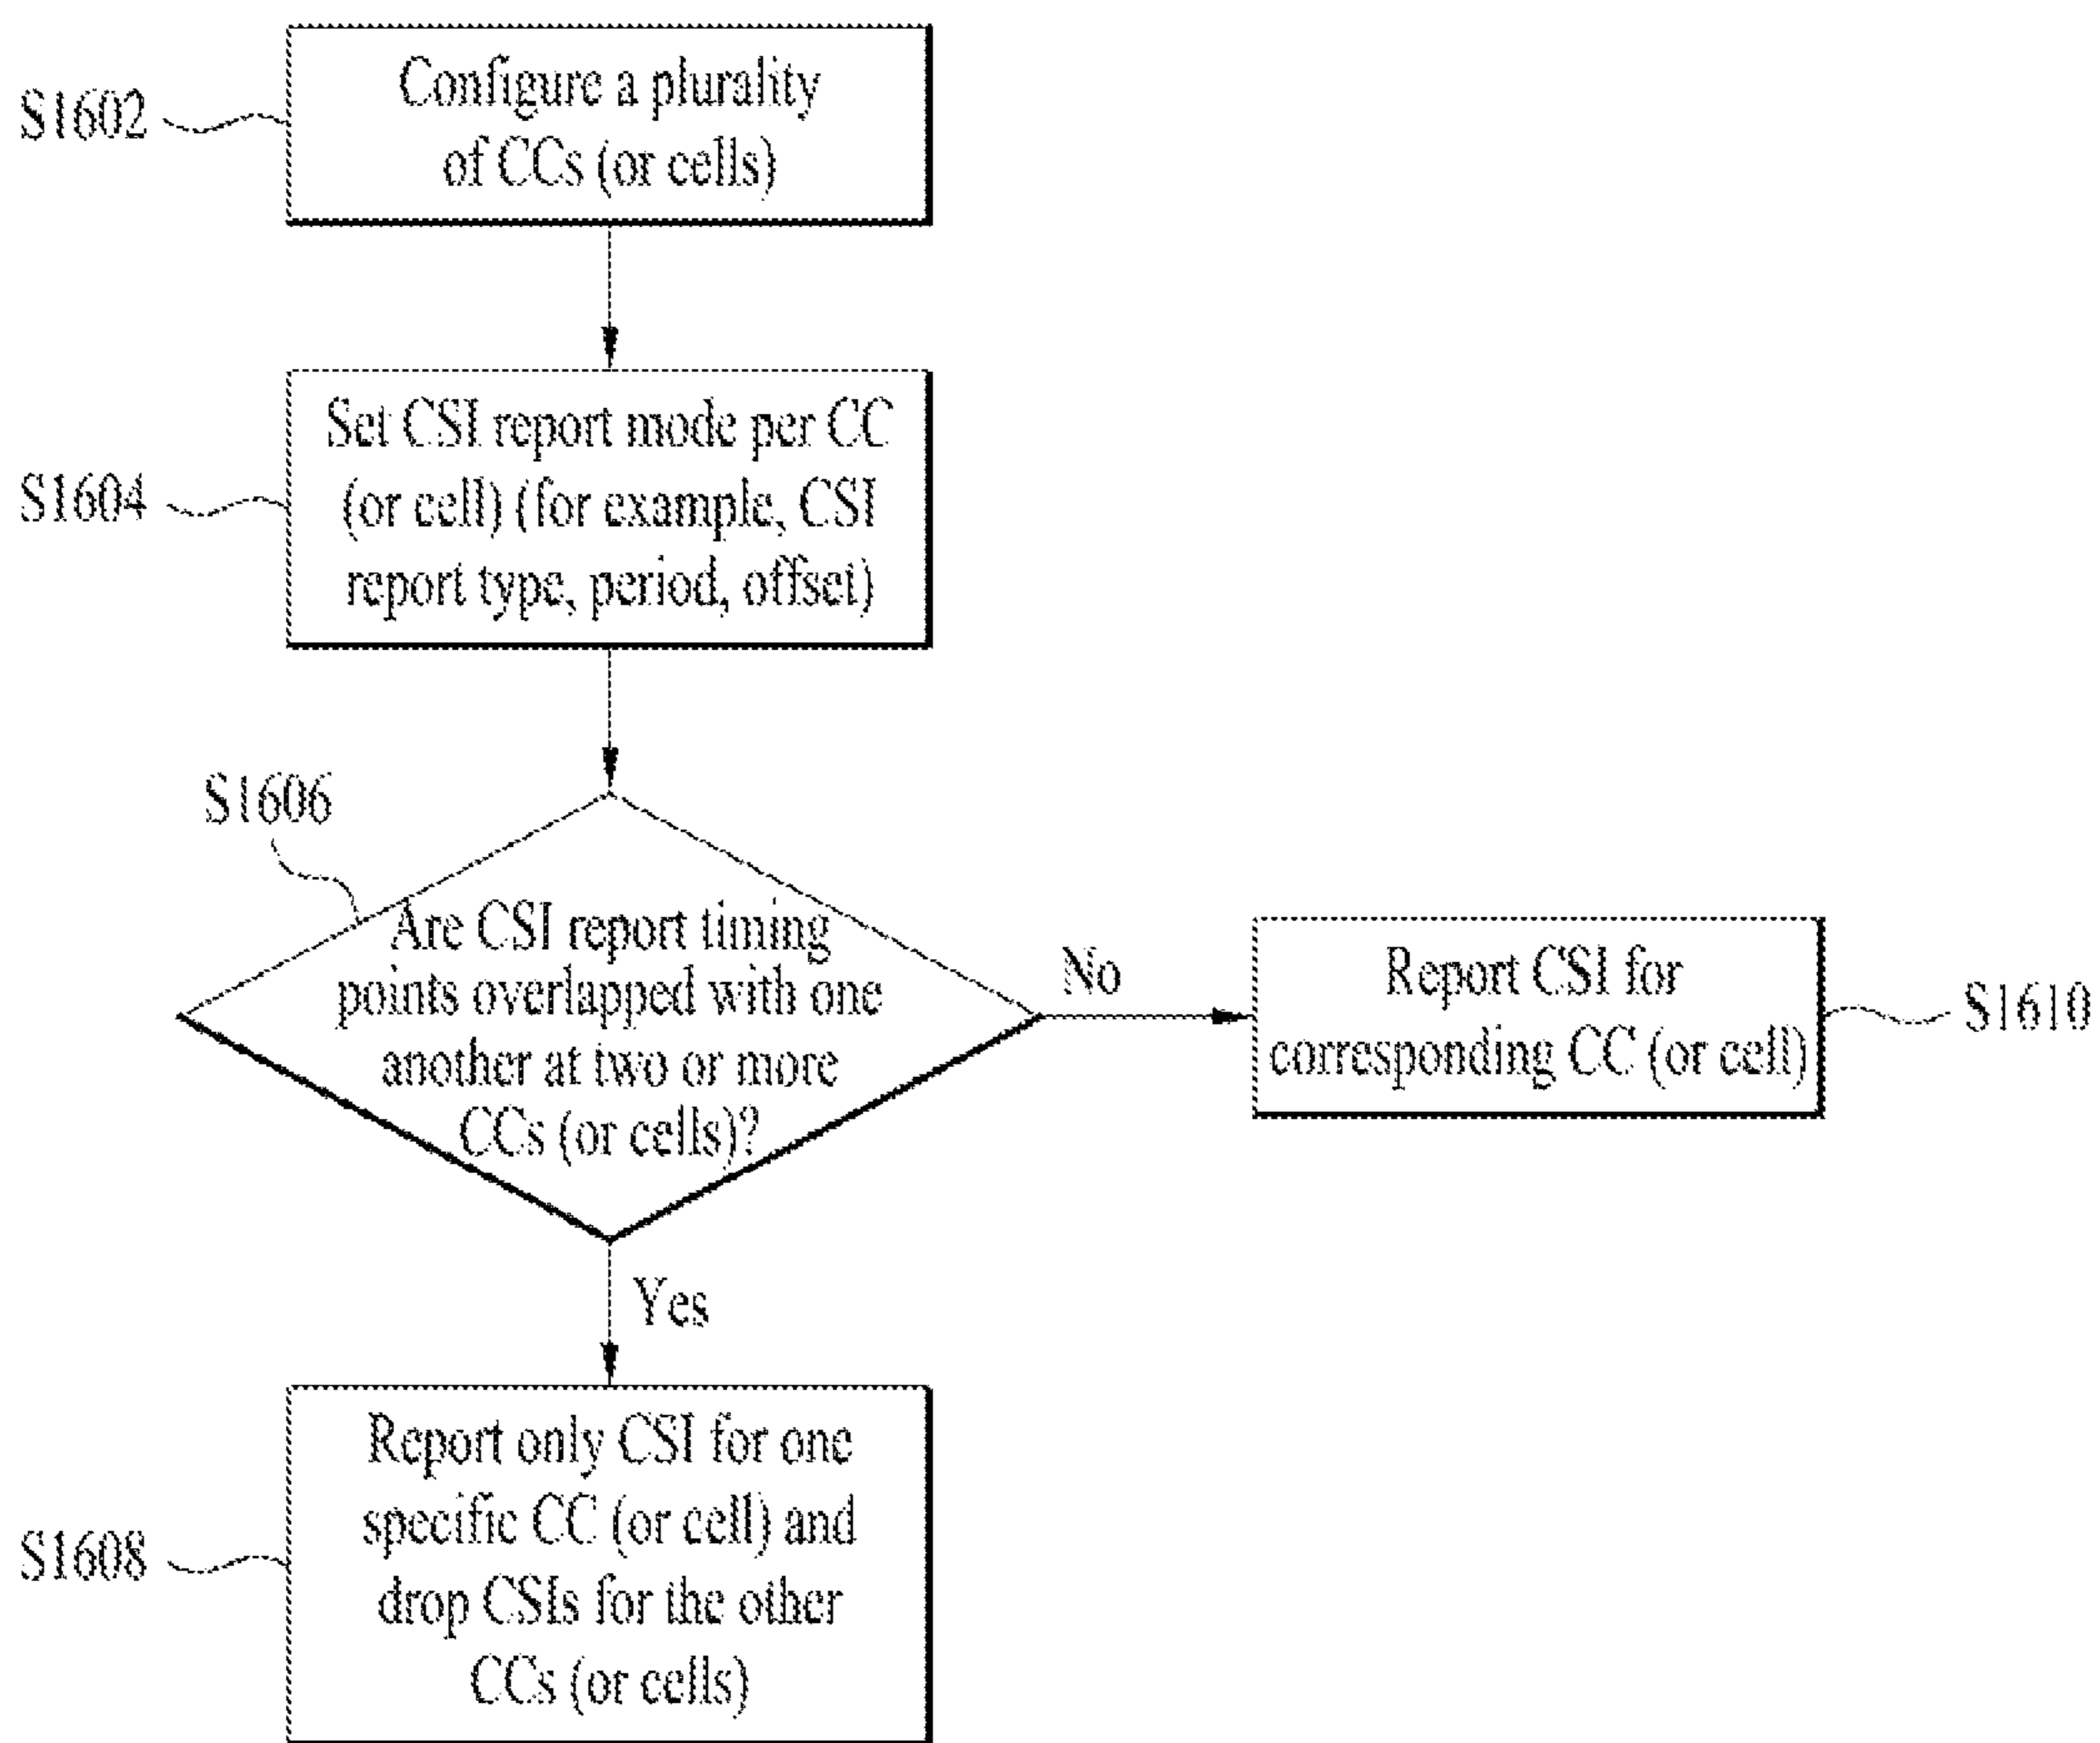 S1602
Configure a plurality
of CCs (or cells)
S1604
Set CSI report mode per CC
(or cell) (for example, CSI
report type, period, offset)
S1606
Are CSI report timing
points overlapped with one
another at two or more
CCs (or cells)?
No
Report CSI for
corresponding CC (or cell)
S1610
Yes
S1608
Report only CSI for one
specific CC (or cell) and
drop CSIs for the other
CCs (or cells)